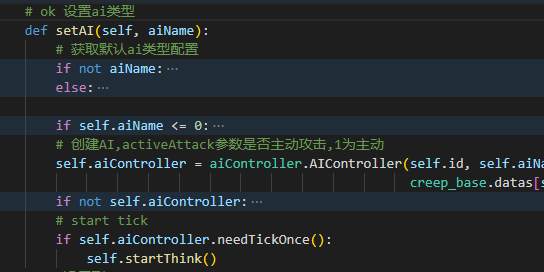 # ok 设置ai类型
def setAI(self, aiName):
# 获取默认ai类型配置
if not aiName:···
else:···
if self.aiName <= 0:···
# 创建AI,activeAttack参数是否主动攻击,1为主动
self.aiController = aiController.AIController(self.id, self.aiNa
creep_base.datas[s
if not self.aiController:···
# start tick
if self.aiController.needTickOnce():
self.startThink()